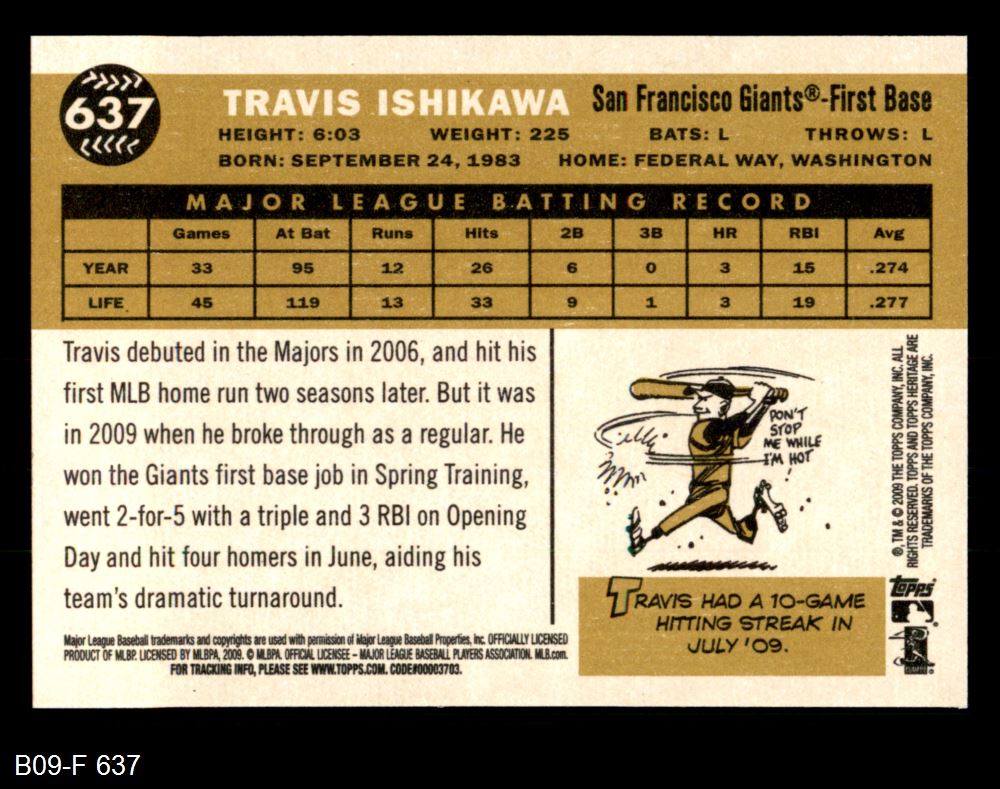 637
TRAVIS ISHIKAWA San Francisco Giants®-First Base
HEIGHT: 6:03 WEIGHT: 225 BATS: L THROWS: L
BORN: SEPTEMBER 24, 1983 HOME: FEDERAL WAY, WASHINGTON
MAJOR LEAGUE BATTING RECORD
Games At Bat Runs Hits 2B 3B HR RBI Avg
YEAR 33 95 12 26 6 0 3 15 .274
LIFE 45 119 13 33 9 1 3 19 .277
Travis debuted in the Majors in 2006, and hit his
first MLB home run two seasons later. But it was
in 2009 when he broke through as a regular. He
won the Giants first base job in Spring Training,
went 2-for-5 with a triple and 3 RBI on Opening
Day and hit four homers in June, aiding his
team's dramatic turnaround.
Major League Baseball trademarks and copyrights are used with permission of Major League Baseball Properties, Inc. OFFICIALLY LICENSED
PRODUCT OF MLBP. LICENSED BY MLBPA, 2009. © MLBPA. OFFICIAL LICENSEE – MAJOR LEAGUE BASEBALL PLAYERS ASSOCIATION. MLB.com.
FOR TRACKING INFO, PLEASE SEE WWW.TOPPS.COM. CODE#00003703.
DON'T
STOP
ME WHILE
I'M HOT
TRAVIS HAD A 10-GAME
HITTING STREAK IN
JULY '09.
®, TM & © 2009 THE TOPPS COMPANY, INC. ALL
RIGHTS RESERVED. TOPPS AND TOPPS HERITAGE ARE
TRADEMARKS OF THE TOPPS COMPANY, INC.
topps
B09-F 637